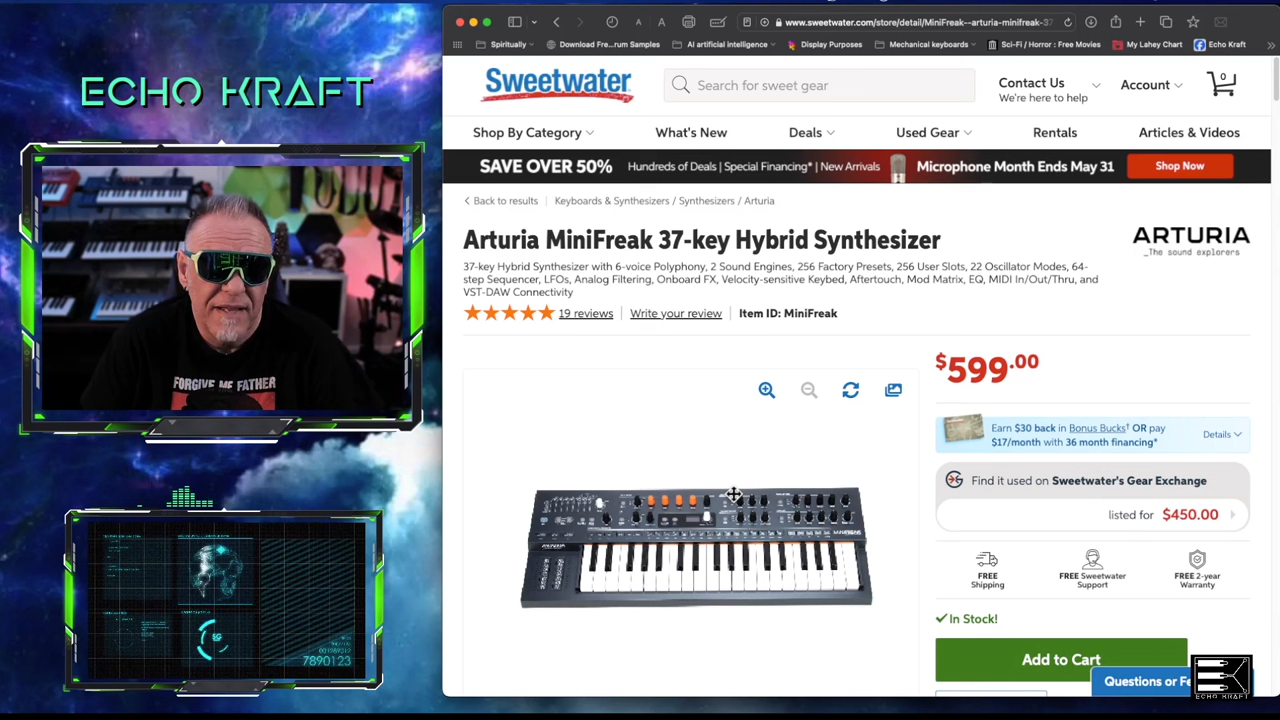 ECHO KRAFT
FORGIVE ME FATHER
7890123
www.sweetwater.com/store/detail/MiniFreak--arturia-minifreak-37
Spiritually
Download Fre...rum Samples
AI artificial intelligence
Display Purposes
Mechanical keyboards
Sci-Fi / Horror : Free Movies
My Lahey Chart
Echo Kraft
Sweetwater
Search for sweet gear
Contact Us
We're here to help
Account
0
Shop By Category
What's New
Deals
Used Gear
Rentals
Articles & Videos
SAVE OVER 50%
Hundreds of Deals | Special Financing* | New Arrivals
Microphone Month Ends May 31
Shop Now
Back to results
Keyboards & Synthesizers / Synthesizers / Arturia
Arturia MiniFreak 37-key Hybrid Synthesizer
ARTURIA
_The sound explorers
37-key Hybrid Synthesizer with 6-voice Polyphony, 2 Sound Engines, 256 Factory Presets, 256 User Slots, 22 Oscillator Modes, 64-
step Sequencer, LFOs, Analog Filtering, Onboard FX, Velocity-sensitive Keybed, Aftertouch, Mod Matrix, EQ, MIDI In/Out/Thru, and
VST-DAW Connectivity
19 reviews
Write your review
Item ID: MiniFreak
$599.00
Earn $30 back in Bonus Bucks† OR pay
$17/month with 36 month financing*
Details
Find it used on Sweetwater's Gear Exchange
listed for $450.00
FREE
Shipping
FREE Sweetwater
Support
FREE 2-year
Warranty
In Stock!
Add to Cart
Questions or Fe
ECHO KRAFT